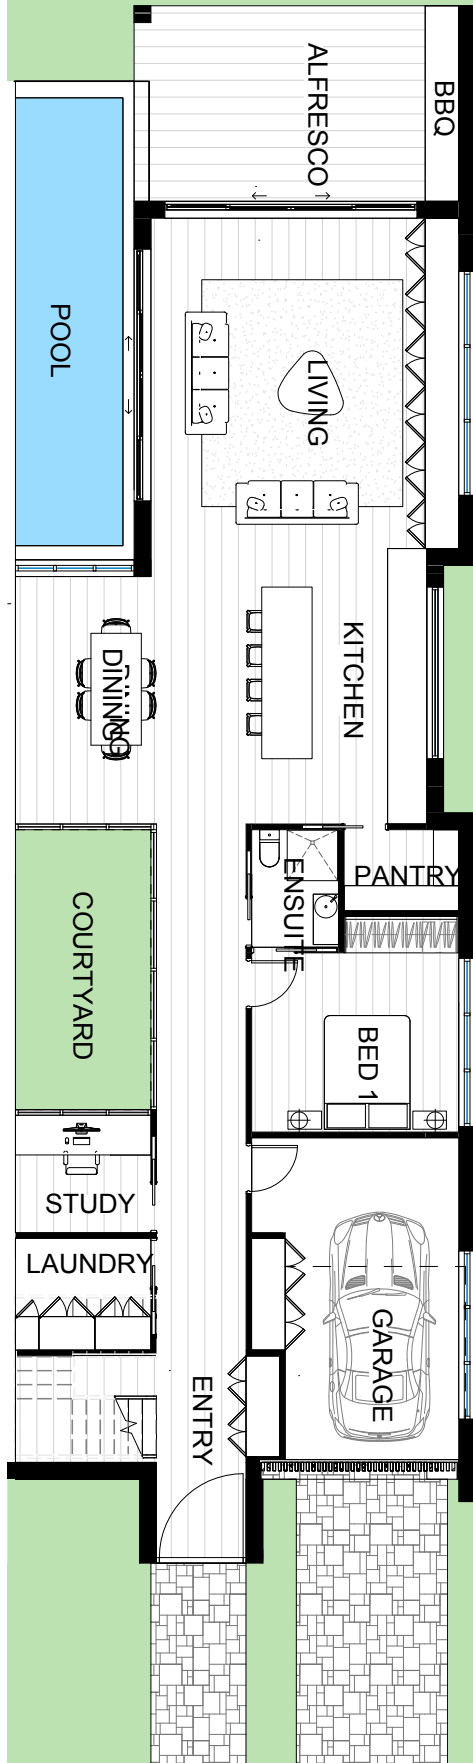 ALFRESCO
BBQ
POOL
LIVING
KITCHEN
DINING
PANTRY
ENSUITE
COURTYARD
BED 1
STUDY
LAUNDRY
GARAGE
ENTRY